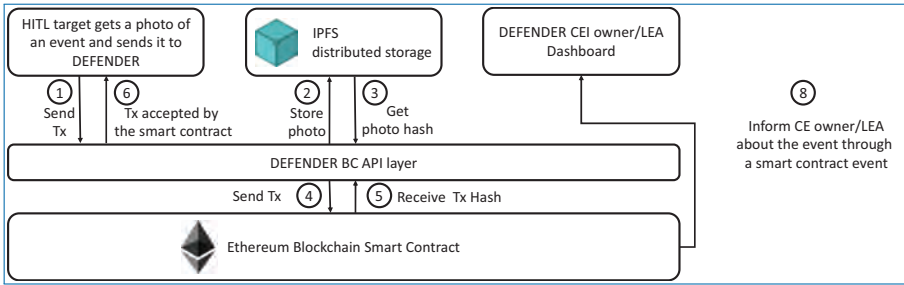 HITL target gets a photo of
an event and sends it to
DEFENDER
IPFS
distributed storage
DEFENDER CEI owner/LEA
Dashboard
1
Send
Tx
6
Tx accepted by
the smart contract
2
Store
photo
3
Get
photo hash
8
Inform CE owner/LEA
about the event through
a smart contract event
DEFENDER BC API layer
Send Tx
4
5
Receive Tx Hash
Ethereum Blockchain Smart Contract